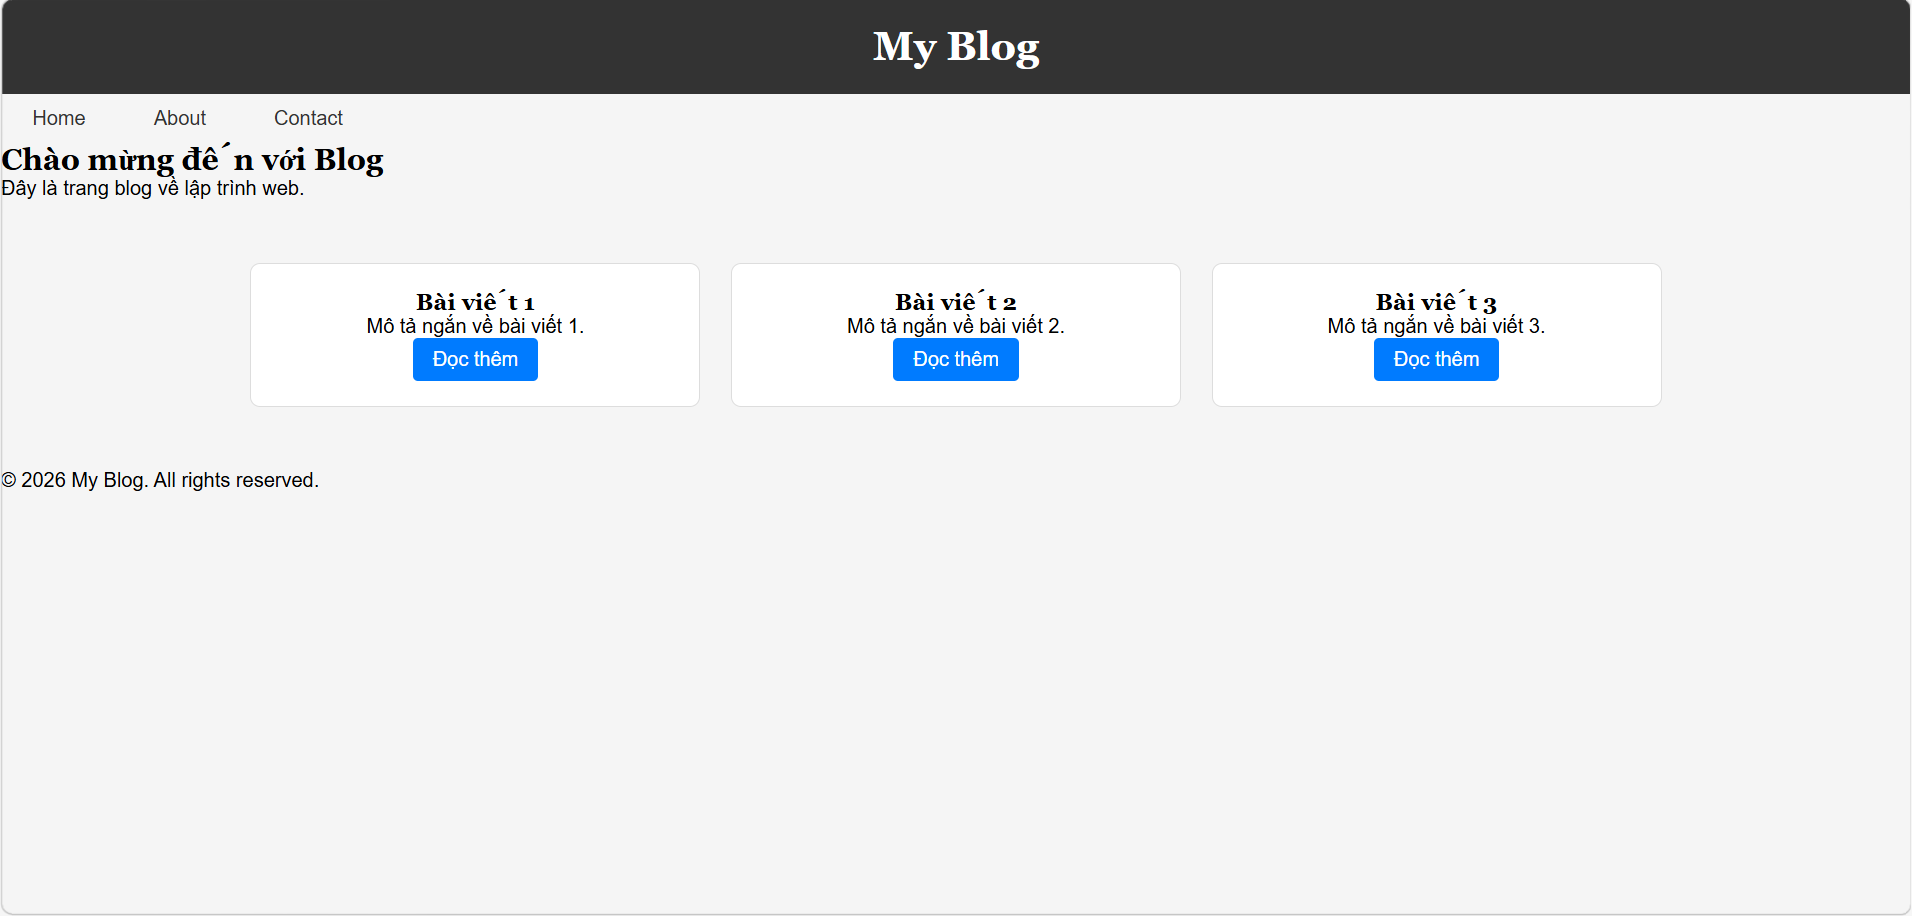 My Blog
Home About Contact
Chào mừng đến với Blog
Đây là trang blog về lập trình web.
Bài viết 1
Mô tả ngắn về bài viết 1.
Đọc thêm
Bài viết 2
Mô tả ngắn về bài viết 2.
Đọc thêm
Bài viết 3
Mô tả ngắn về bài viết 3.
Đọc thêm
© 2026 My Blog. All rights reserved.